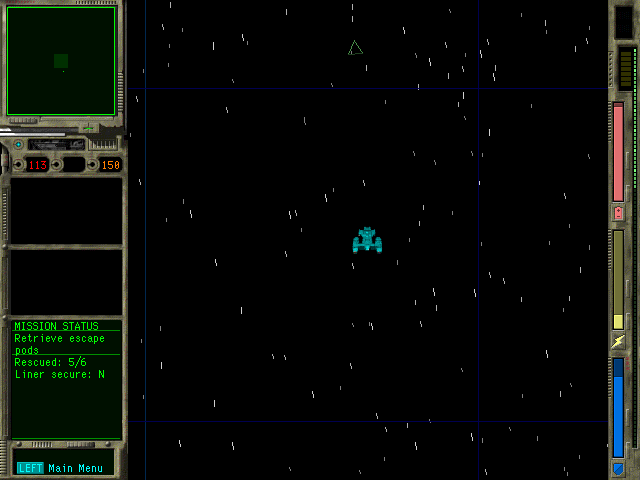 113 150
MISSION STATUS
Retrieve escape
pods
Rescued: 5/6
Liner secure: N
LEFT Main Menu